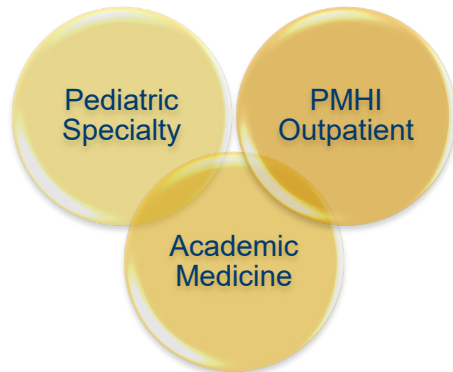 Pediatric
Specialty
PMHI
Outpatient
Academic
Medicine